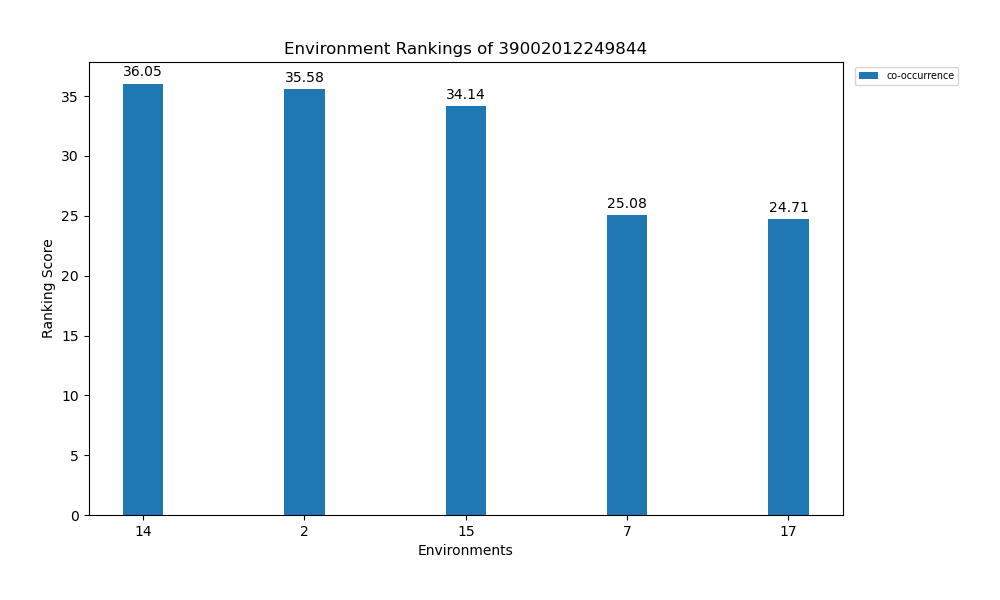 Environment Rankings of 39002012249844
co-occurrence
36.05
35.58
34.14
25.08
24.71
Ranking Score
35
30
25
20
15
10
5
0
14 2 15 7 17
Environments